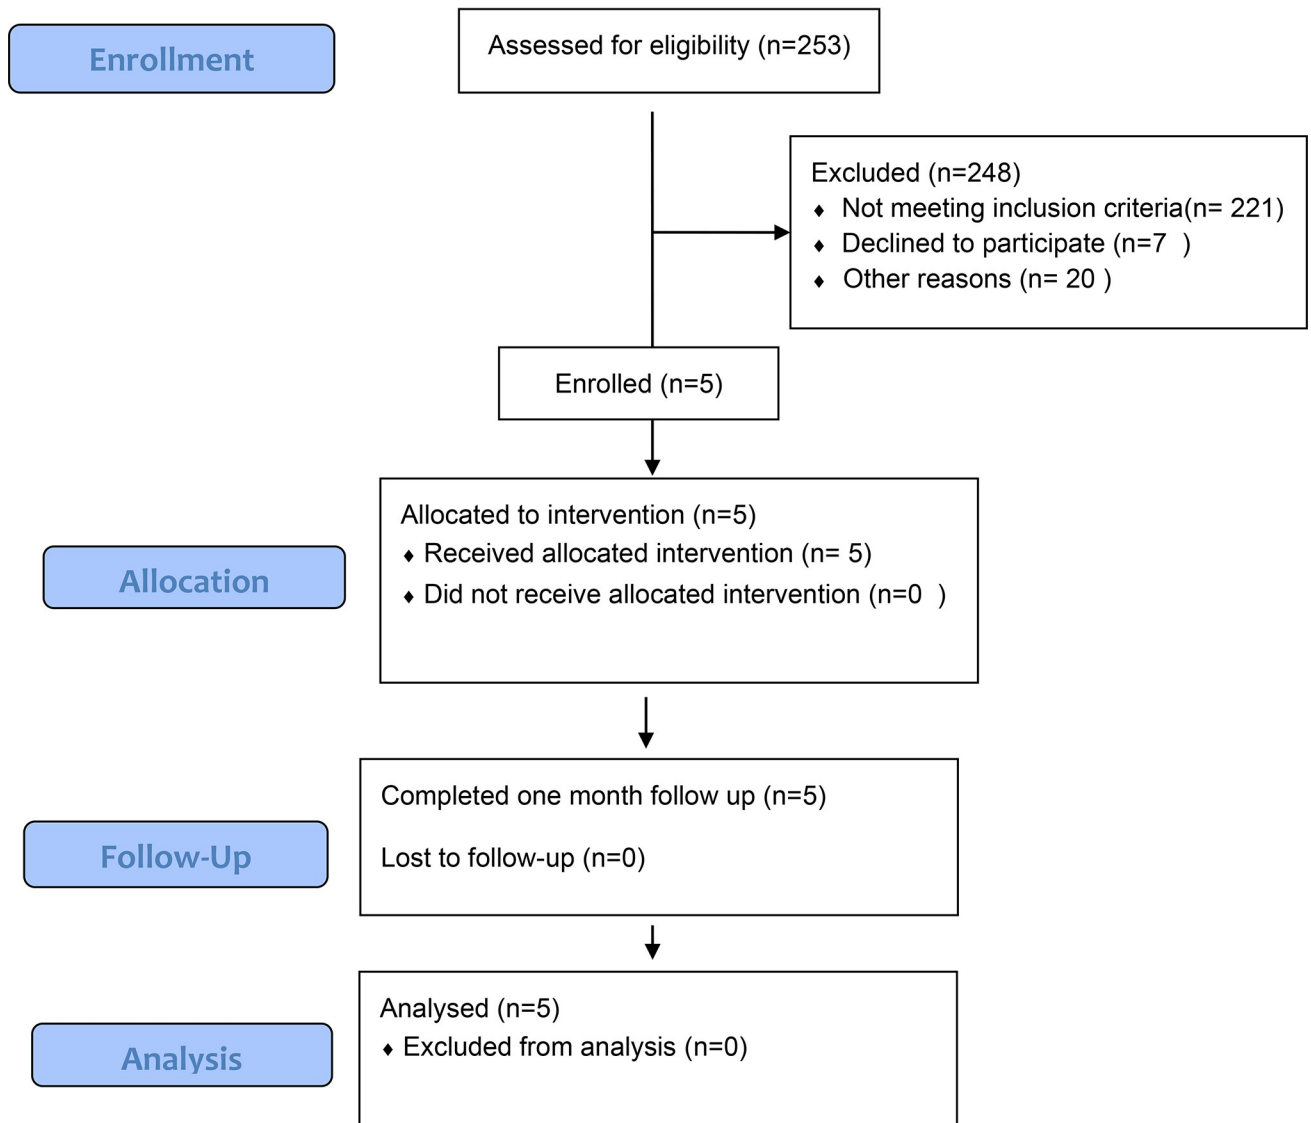 Enrollment
Assessed for eligibility (n=253)
Excluded (n=248)
♦ Not meeting inclusion criteria(n= 221)
♦ Declined to participate (n=7  )
♦ Other reasons (n= 20 )
Enrolled (n=5)
Allocation
Allocated to intervention (n=5)
♦ Received allocated intervention (n= 5)
♦ Did not receive allocated intervention (n=0  )
Follow-Up
Completed one month follow up (n=5)
Lost to follow-up (n=0)
Analysis
Analysed (n=5)
♦ Excluded from analysis (n=0)